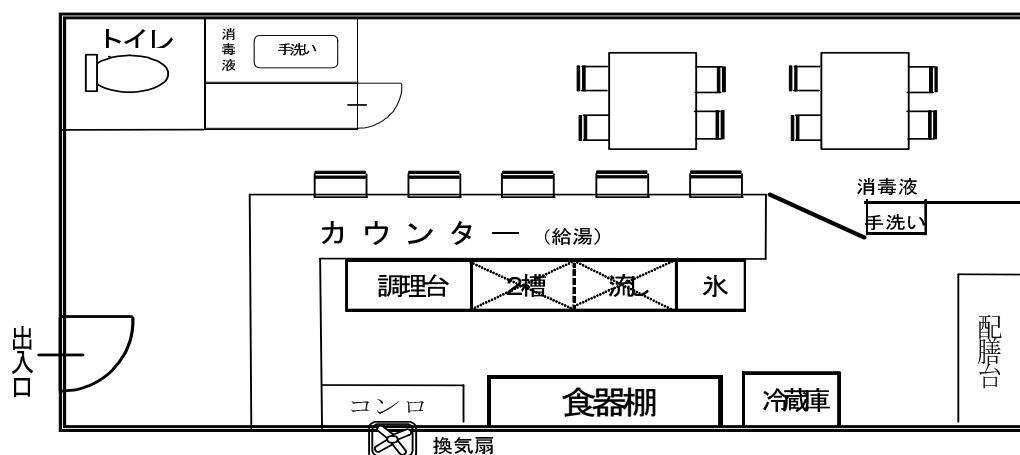 トイレ
消毒液
手洗い
消毒液
手洗い
カウンター（給湯）
調理台
2槽
流し
氷
出入口
配膳台
コンロ
食器棚
冷蔵庫
換気扇